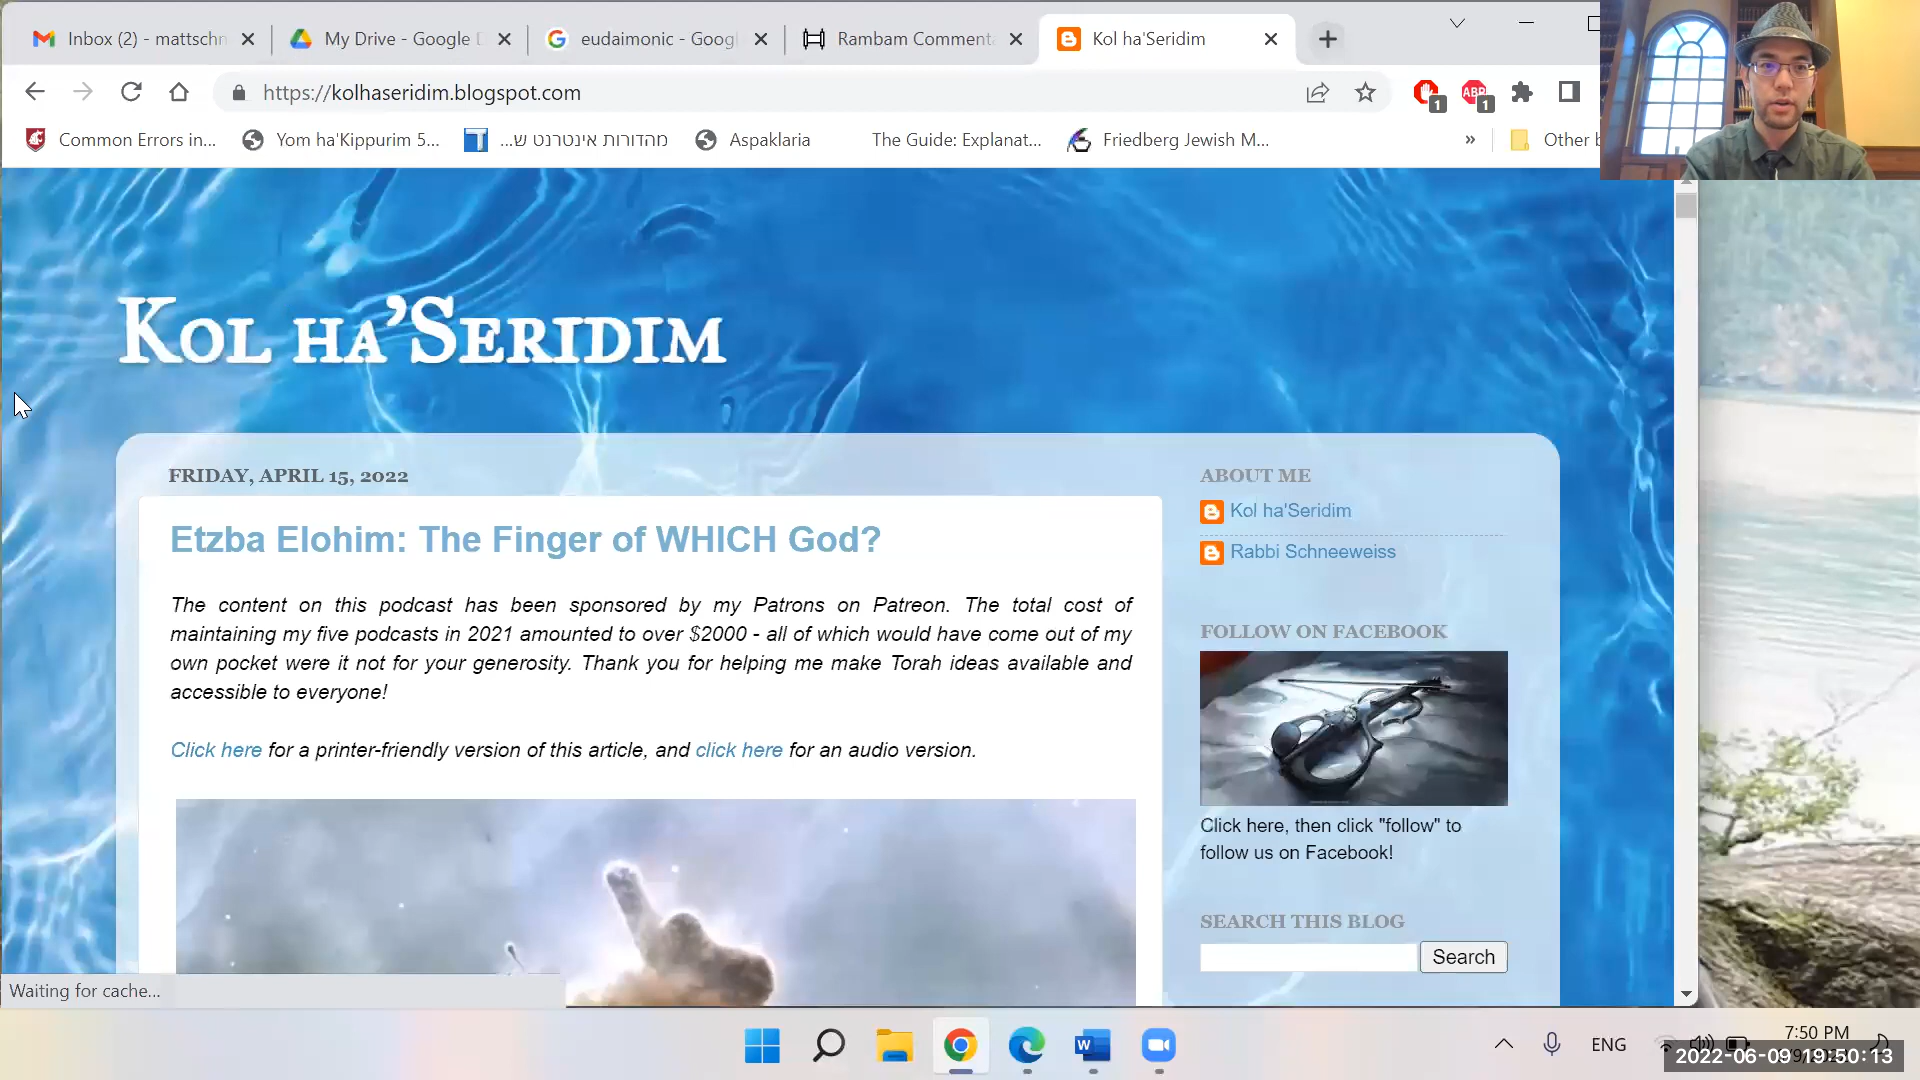 Inbox (2) - mattschn
My Drive - Google D
eudaimonic - Googl
Rambam Commenta
Kol ha'Seridim
https://kolhaseridim.blogspot.com
1
ABP
1
Common Errors in...
Yom ha'Kippurim 5...
מהדורות אינטרנט ש...
Aspaklaria
The Guide: Explanat...
Friedberg Jewish M...
»
Other b
KOL HA'SERIDIM
FRIDAY, APRIL 15, 2022
Etzba Elohim: The Finger of WHICH God?
The content on this podcast has been sponsored by my Patrons on Patreon. The total cost of
maintaining my five podcasts in 2021 amounted to over $2000 - all of which would have come out of my
own pocket were it not for your generosity. Thank you for helping me make Torah ideas available and
accessible to everyone!
Click here for a printer-friendly version of this article, and click here for an audio version.
ABOUT ME
Kol ha'Seridim
Rabbi Schneeweiss
FOLLOW ON FACEBOOK
Click here, then click "follow" to
follow us on Facebook!
SEARCH THIS BLOG
Search
Waiting for cache...
ENG
7:50 PM
2022-06-09 19:50:13